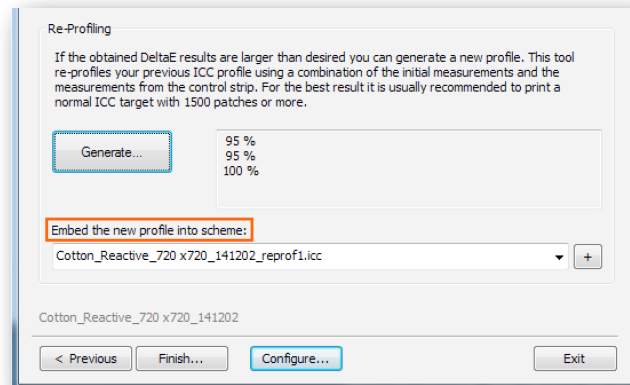 Re-Profiling
If the obtained DeltaE results are larger than desired you can generate a new profile. This tool
re-profiles your previous ICC profile using a combination of the initial measurements and the
measurements from the control strip. For the best result it is usually recommended to print a
normal ICC target with 1500 patches or more.
Generate...
95 %
95 %
100 %
Embed the new profile into scheme:
Cotton_Reactive_720 x720_141202_reprof1.icc
+
Cotton_Reactive_720 x720_141202
< Previous Finish... Configure... Exit